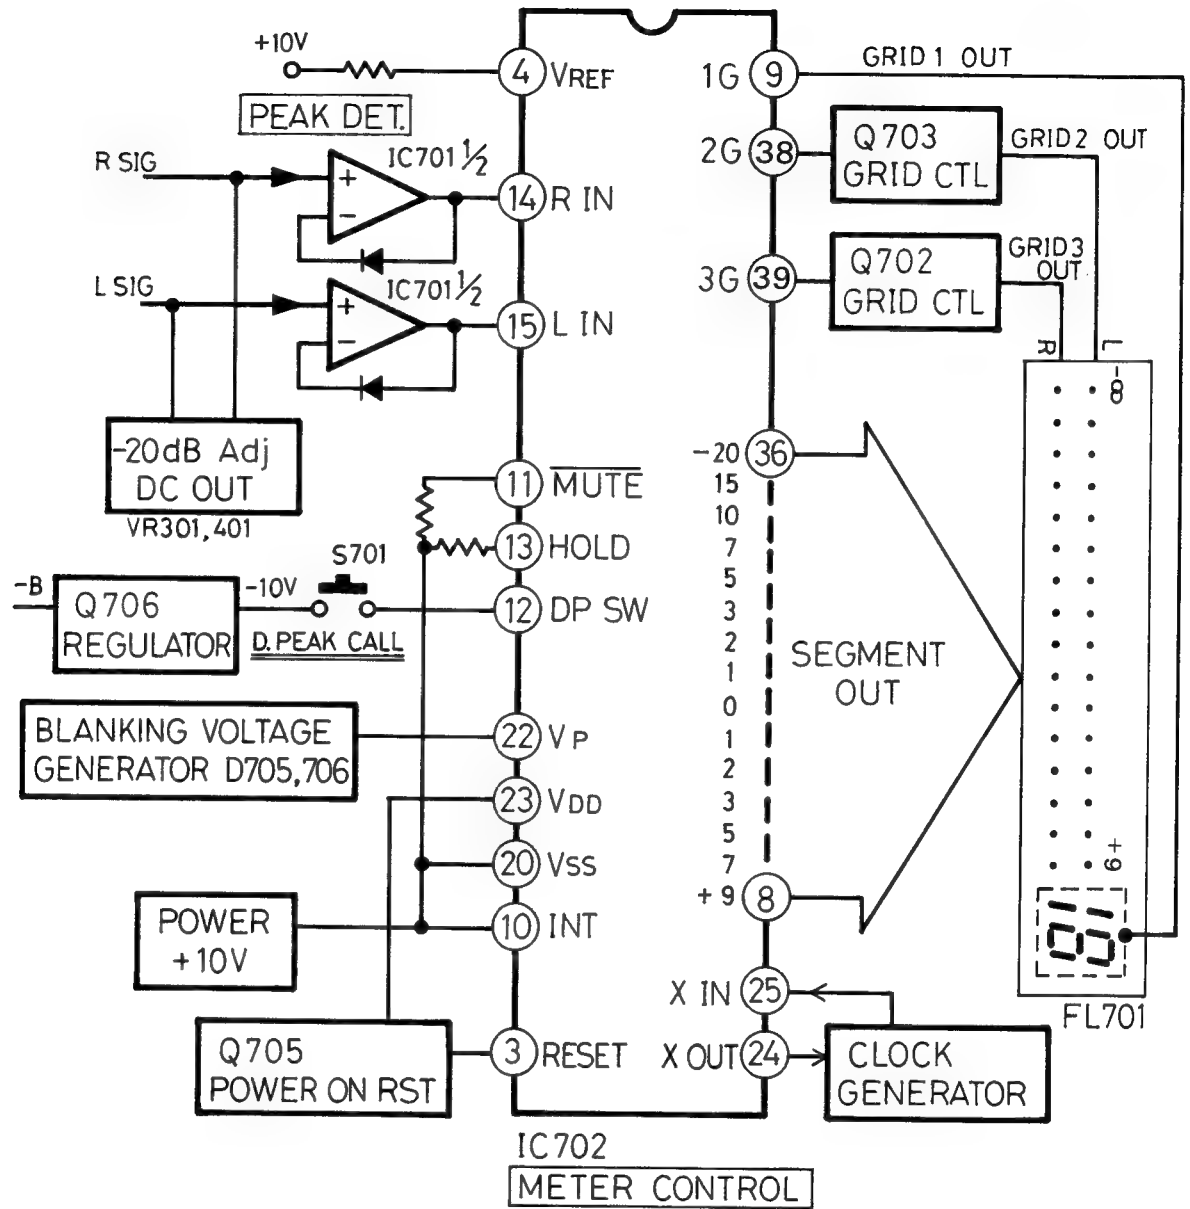 +10V
4 VREF
PEAK DET.
R SIG
IC701 1/2
14 R IN
L SIG
IC701 1/2
15 L IN
-20dB Adj
DC OUT
VR301,401
11 MUTE
13 HOLD
S701
-B
Q706
REGULATOR
-10V
D. PEAK CALL
12 DP SW
BLANKING VOLTAGE
GENERATOR D705,706
22 VP
23 VDD
20 VSS
POWER
+10V
10 INT
Q705
POWER ON RST
3 RESET
1G 9
GRID 1 OUT
2G 38
Q703
GRID CTL
GRID2 OUT
3G 39
Q702
GRID CTL
GRID3
OUT
R
L
-∞
-20 36
15
10
7
5
3
2
1
0
1
2
3
5
7
+9 8
SEGMENT
OUT
+9
FL701
X IN 25
X OUT 24
CLOCK
GENERATOR
IC702
METER CONTROL